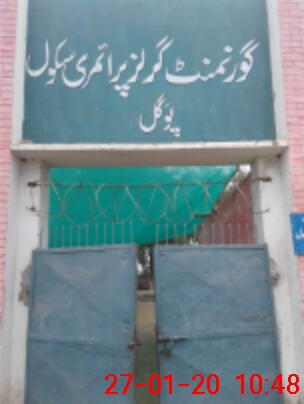 گورنمنٹ گرلز پرائمری سکول
پوگل
27-01-20 10:48